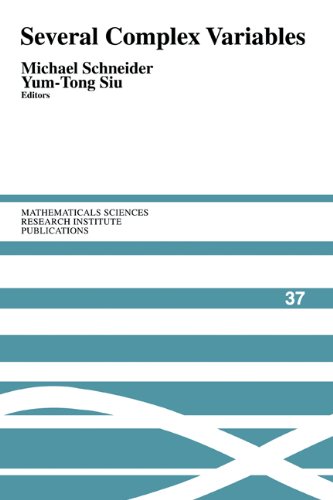 Several Complex Variables
Michael Schneider
Yum-Tong Siu
Editors
MATHEMATICALS SCIENCES
RESEARCH INSTITUTE
PUBLICATIONS
37